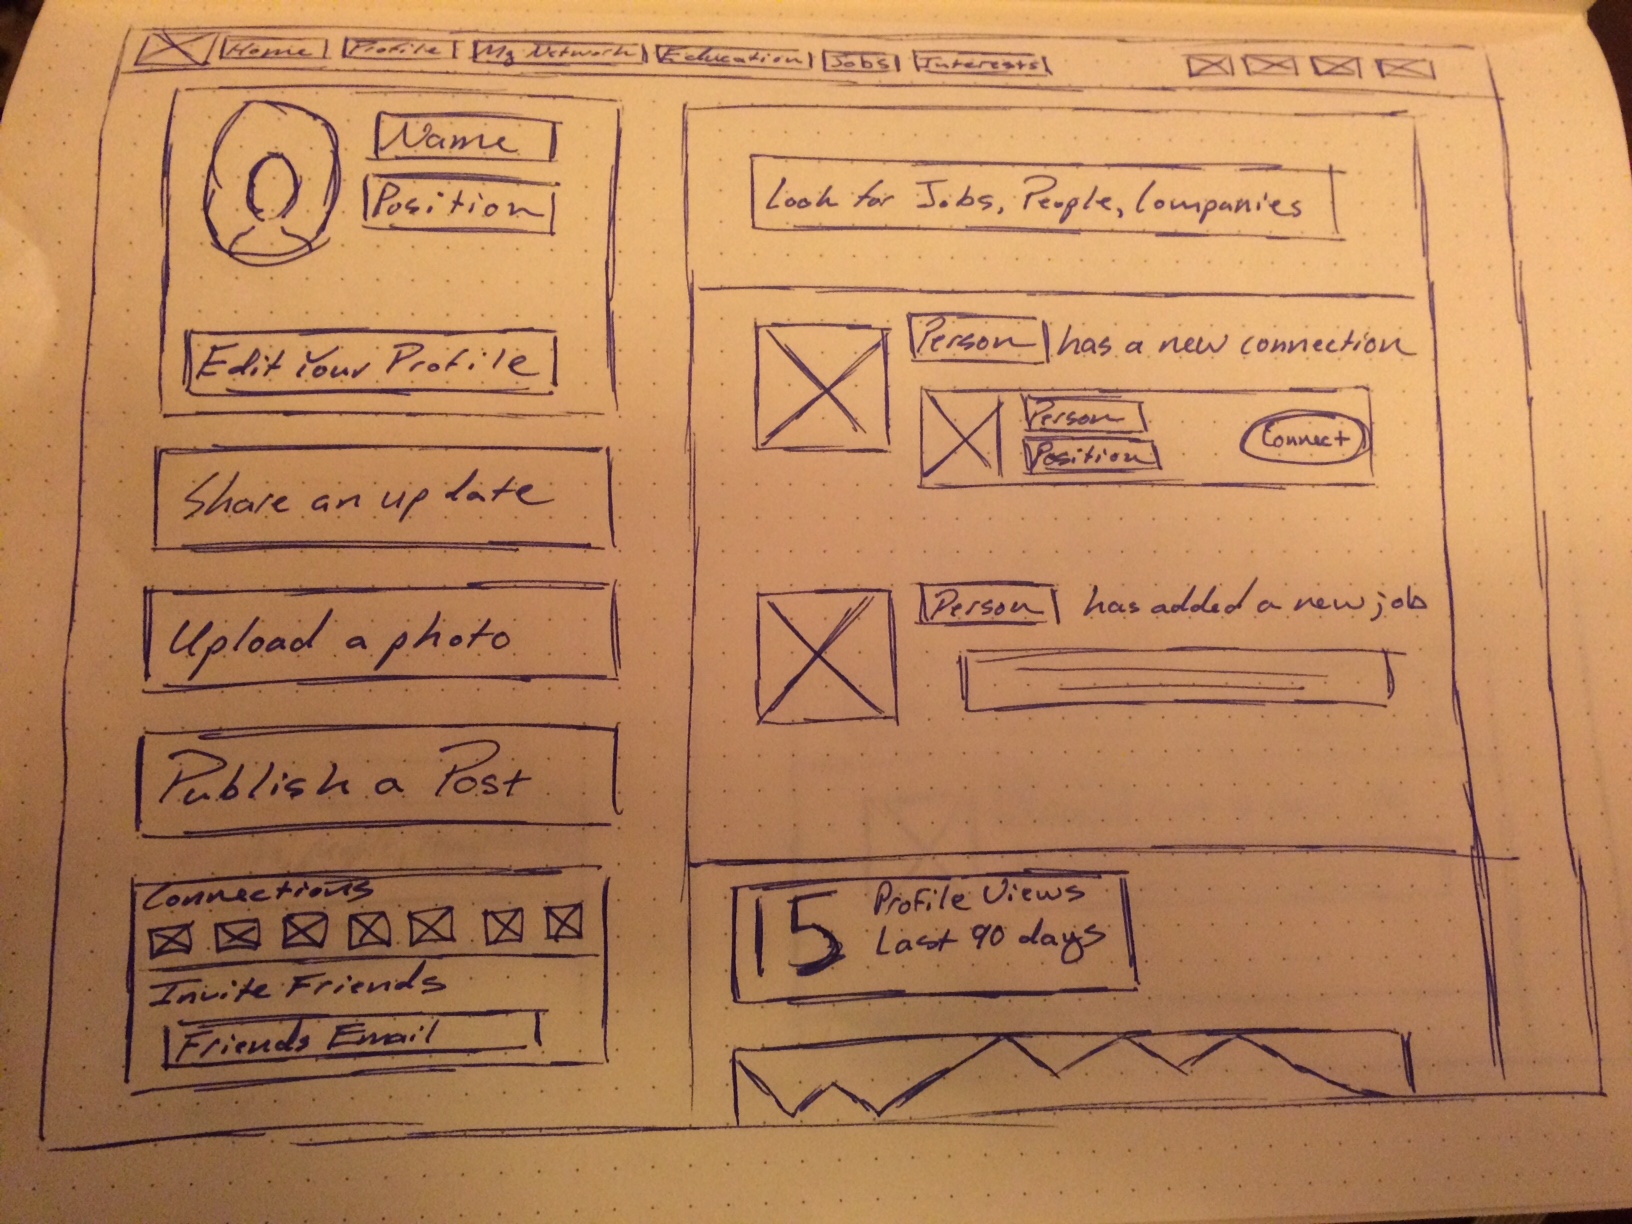 Home Profile My Network Education Jobs Interests
Name
Position
Edit Your Profile
Share an update
Upload a photo
Publish a Post
Connections
Invite Friends
Friends Email
Look for Jobs, People, Companies
Person has a new connection
Person
Position
Connect
Person has added a new job
15 Profile Views
Last 90 days